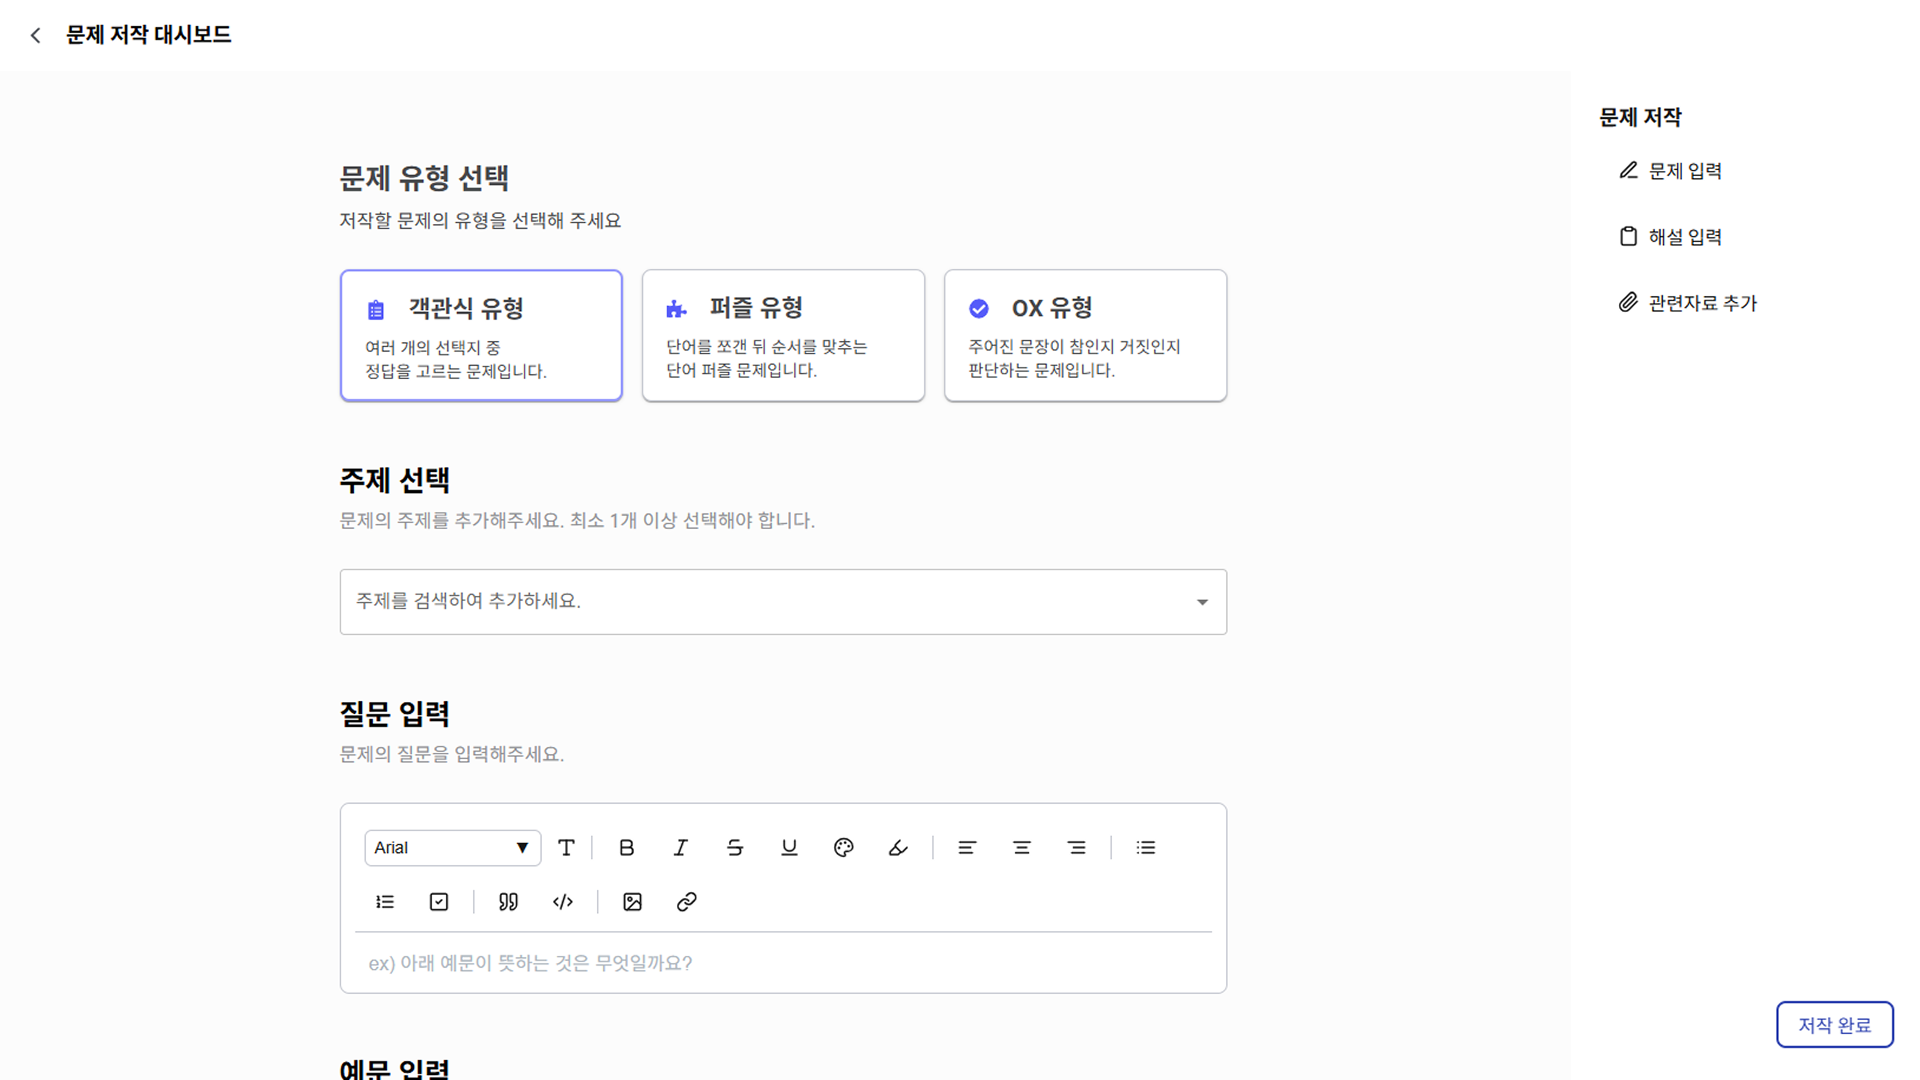 문제 저작 대시보드
문제 저작
문제 입력
해설 입력
관련자료 추가
문제 유형 선택
저작할 문제의 유형을 선택해 주세요
객관식 유형
여러 개의 선택지 중
정답을 고르는 문제입니다.
퍼즐 유형
단어를 쪼갠 뒤 순서를 맞추는
단어 퍼즐 문제입니다.
OX 유형
주어진 문장이 참인지 거짓인지
판단하는 문제입니다.
주제 선택
문제의 주제를 추가해주세요. 최소 1개 이상 선택해야 합니다.
주제를 검색하여 추가하세요.
질문 입력
문제의 질문을 입력해주세요.
Arial
ex) 아래 예문이 뜻하는 것은 무엇일까요?
예문 입력
저작 완료